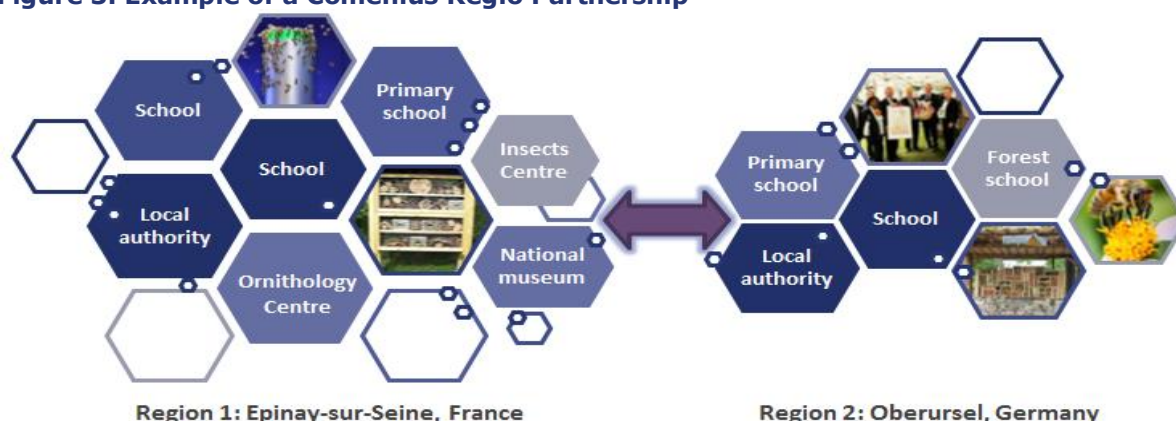 Figure 3: Example of a Comenius Regio Partnership
School
Primary
school
School
Insects
Centre
Local
authority
Ornithology
Centre
National
museum
Primary
school
Forest
school
School
Local
authority
Region 1: Epinay-sur-Seine, France
Region 2: Oberursel, Germany